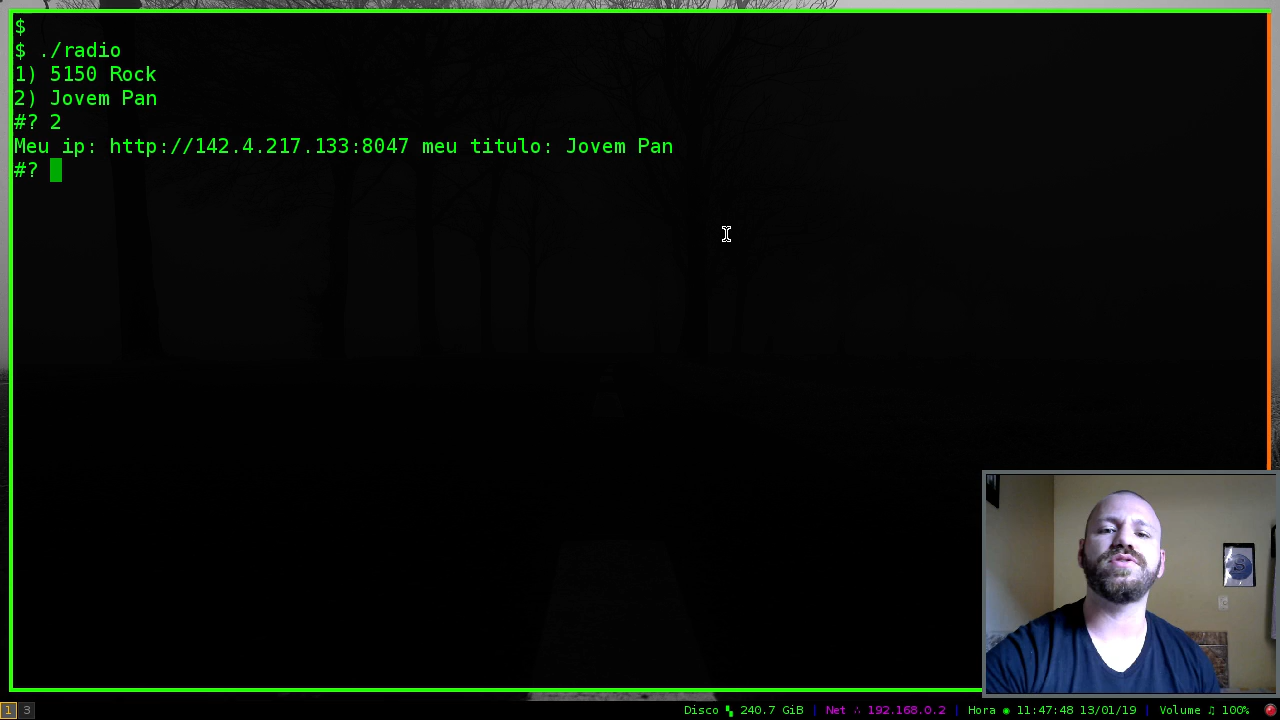 $
$ ./radio
1) 5150 Rock
2) Jovem Pan
#? 2
Meu ip: http://142.4.217.133:8047 meu titulo: Jovem Pan
#?
1 3 Disco 240.7 GiB | Net ∴ 192.168.0.2 | Hora ◉ 11:47:48 13/01/19 | Volume ♫ 100%